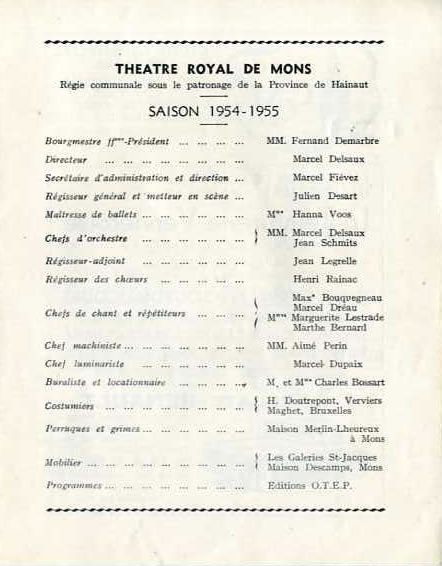 THEATRE ROYAL DE MONS
Régie communale sous le patronage de la Province de Hainaut
SAISON 1954-1955
Bourgmestre ffons-Président ... ... ... ... MM. Fernand Demarbre
Directeur ... ... ... ... ... ... ... ... Marcel Delsaux
Secrétaire d'administration et direction ... Marcel Fiévez
Régisseur général et metteur en scène ... Julien Desart
Maîtresse de ballets ... ... ... ... ... ... Mme Hanna Voos
Chefs d'orchestre ... ... ... ... ... ... MM. Marcel Delsaux
Jean Schmits
Régisseur-adjoint ... ... ... ... ... ... Jean Legrelle
Régisseur des chœurs ... ... ... ... ... Henri Rainac
Chefs de chant et répétiteurs ... ... ... Maxe Bouquegneau
Marcel Dréau
Mmes Marguerite Lestrade
Marthe Bernard
Chef machiniste ... ... ... ... ... ... ... MM. Aimé Perin
Chef luminariste ... ... ... ... ... ... Marcel Dupaix
Buraliste et locationnaire ... ... ... ... M. et Mme Charles Bossart
Costumiers ... ... ... ... ... ... ... ... H. Doutrepont, Verviers
Maghet, Bruxelles
Perruques et grimes ... ... ... ... ... ... Maison Merlin-Lheureux
à Mons
Mobilier ... ... ... ... ... ... ... ... ... Les Galeries St-Jacques
Maison Descamps, Mons
Programmes ... ... ... ... ... ... ... ... Editions O.T.E.P.